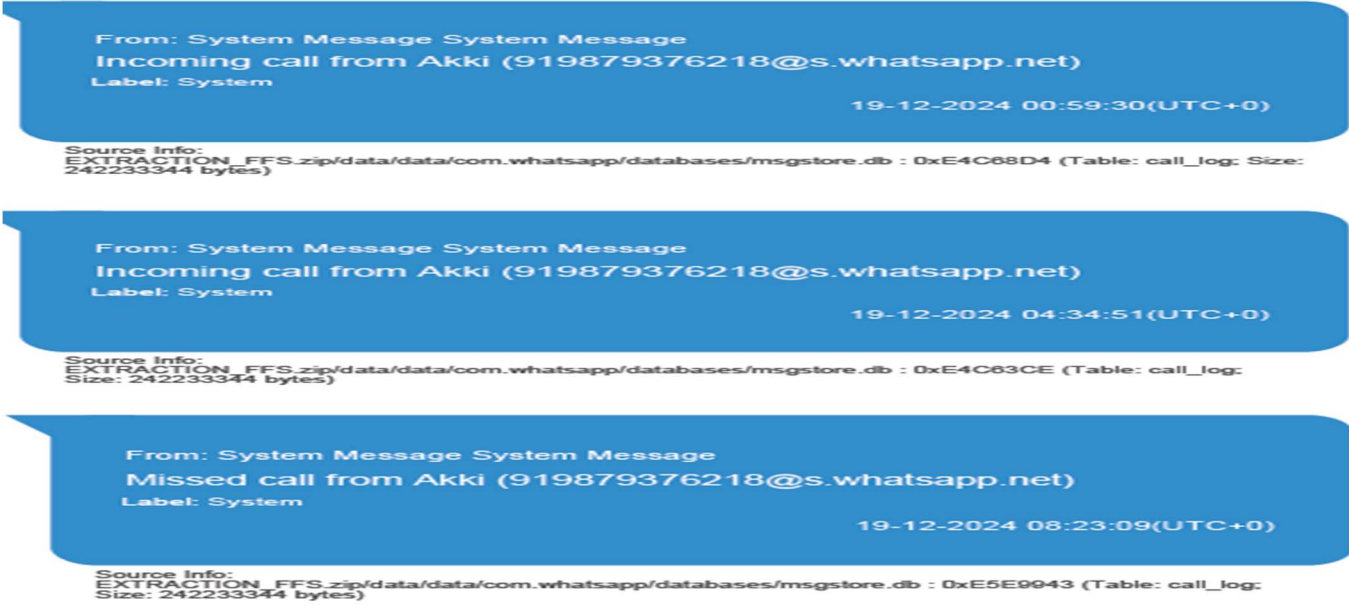 From: System Message System Message
Incoming call from Akki (919879376218@s.whatsapp.net)
Label: System
19-12-2024 00:59:30(UTC+0)
Source Info:
EXTRACTION_FFS.zip/data/data/com.whatsapp/databases/msgstore.db : 0xE4C68D4 (Table: call_log; Size:
242233344 bytes)
From: System Message System Message
Incoming call from Akki (919879376218@s.whatsapp.net)
Label: System
19-12-2024 04:34:51(UTC+0)
Source Info:
EXTRACTION_FFS.zip/data/data/com.whatsapp/databases/msgstore.db : 0xE4C63CE (Table: call_log;
Size: 242233344 bytes)
From: System Message System Message
Missed call from Akki (919879376218@s.whatsapp.net)
Label: System
19-12-2024 08:23:09(UTC+0)
Source Info:
EXTRACTION_FFS.zip/data/data/com.whatsapp/databases/msgstore.db : 0xE5E9943 (Table: call_log;
Size: 242233344 bytes)